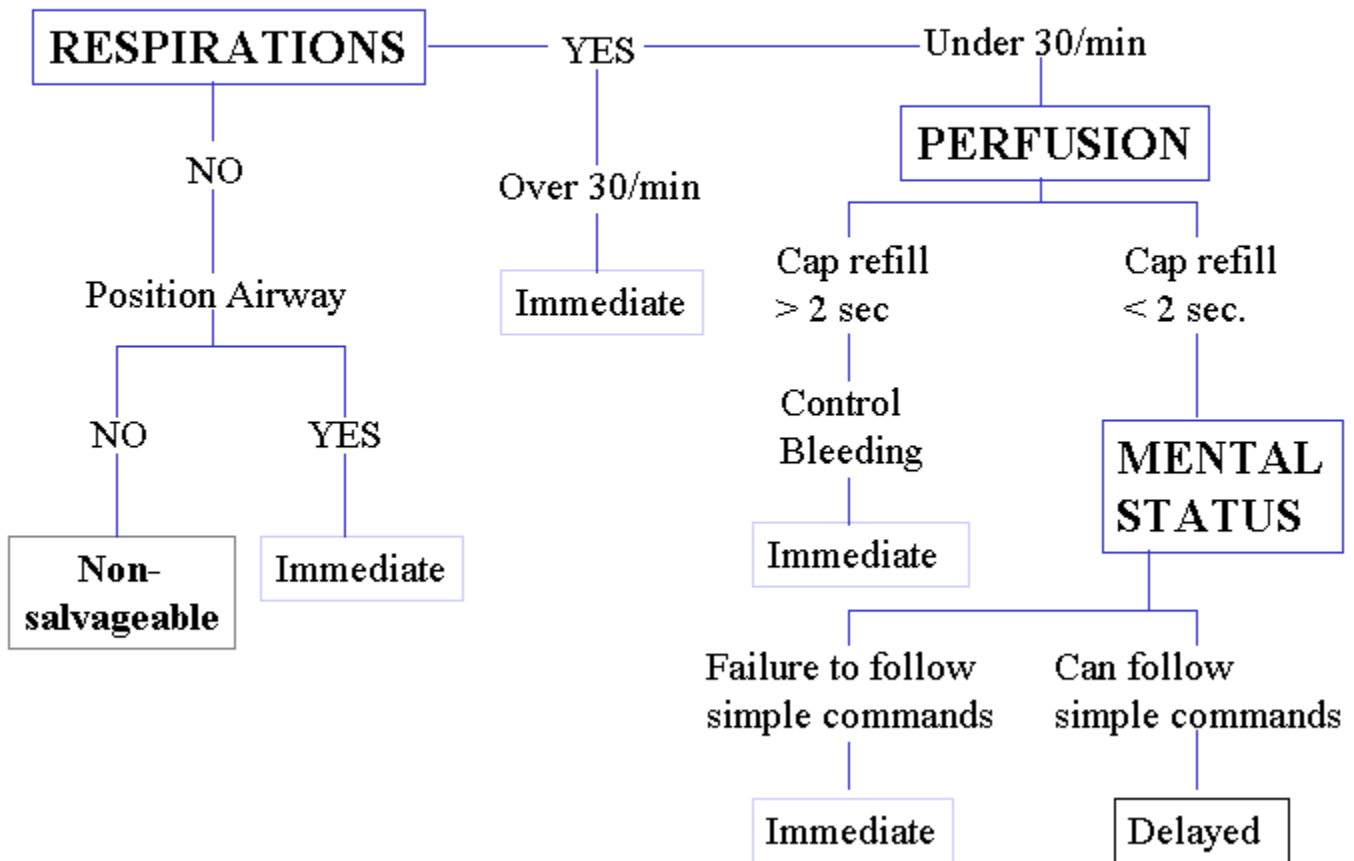 RESPIRATIONS
YES
Under 30/min
PERFUSION
NO
Over 30/min
Cap refill
> 2 sec
Cap refill
< 2 sec.
Position Airway
Immediate
Control
Bleeding
NO
YES
MENTAL
STATUS
Non-
salvageable
Immediate
Immediate
Failure to follow
simple commands
Can follow
simple commands
Immediate
Delayed